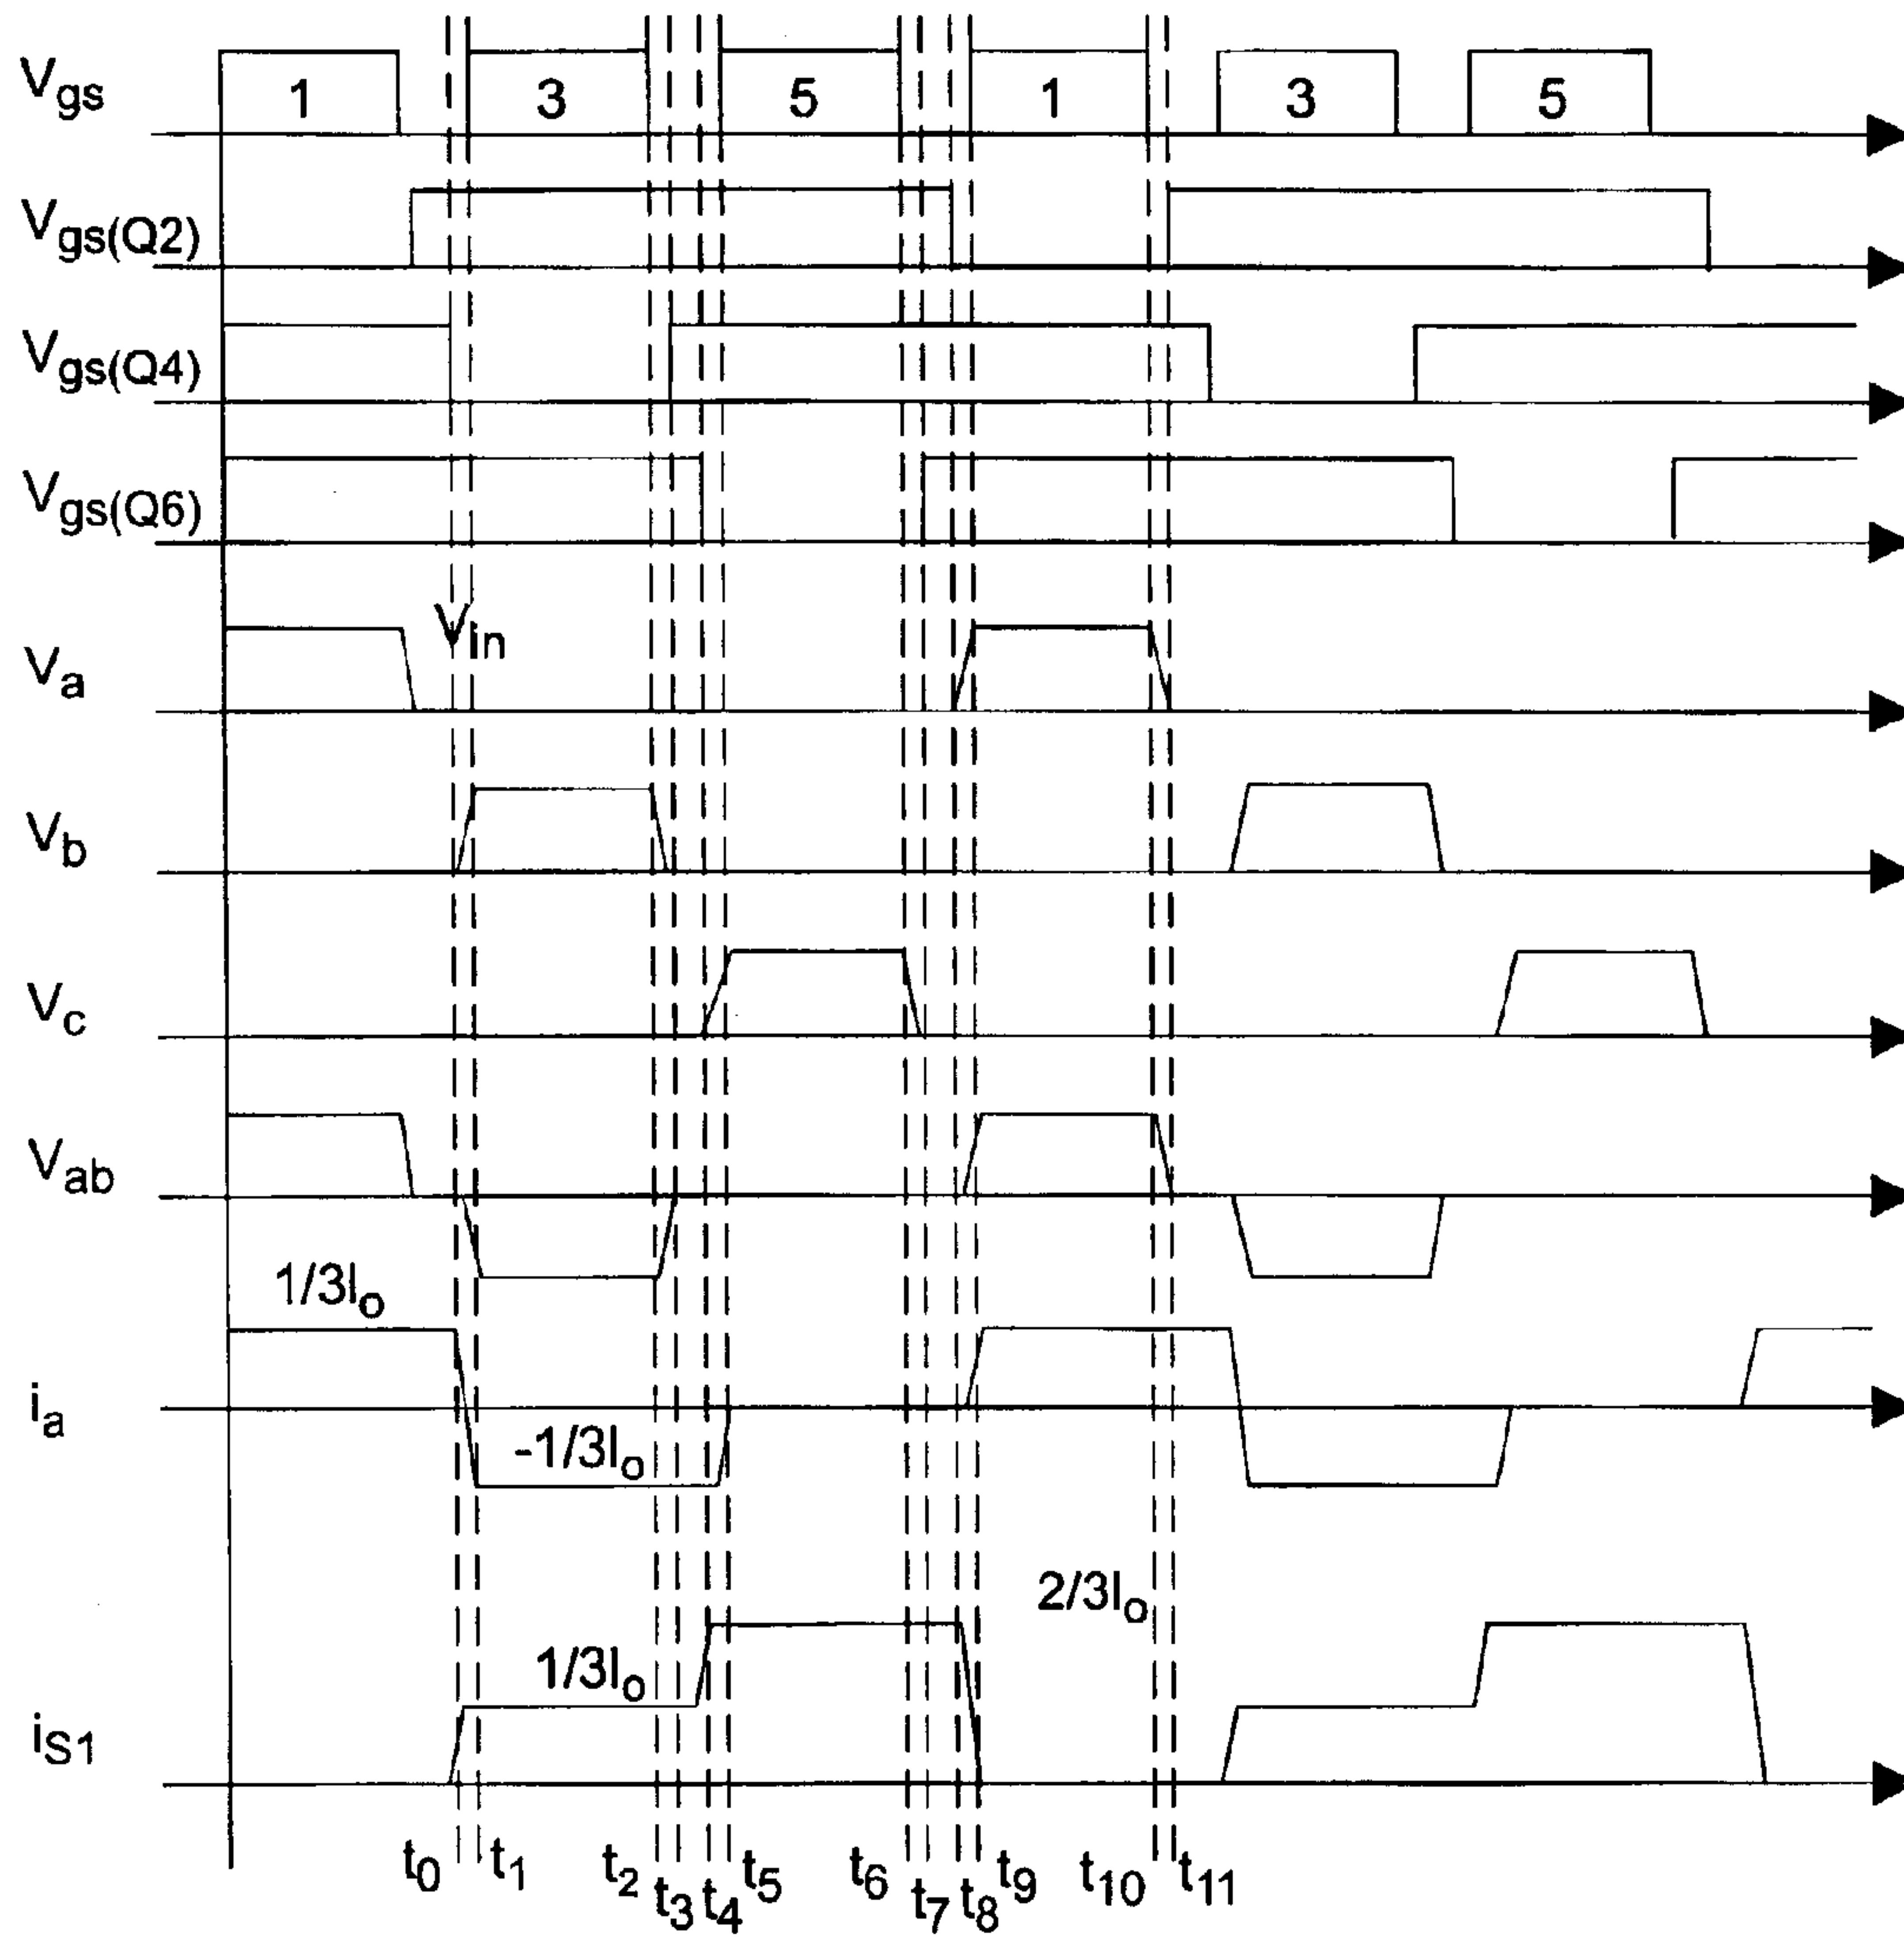 Vgs 1 3 5 1 3 5
Vgs(Q2)
Vgs(Q4)
Vgs(Q6)
Vin
Va
Vb
Vc
Vab
1/3Io
ia
-1/3Io
2/3Io
1/3Io
iS1
t0 t1 t2 t3 t4 t5 t6 t7 t8 t9 t10 t11